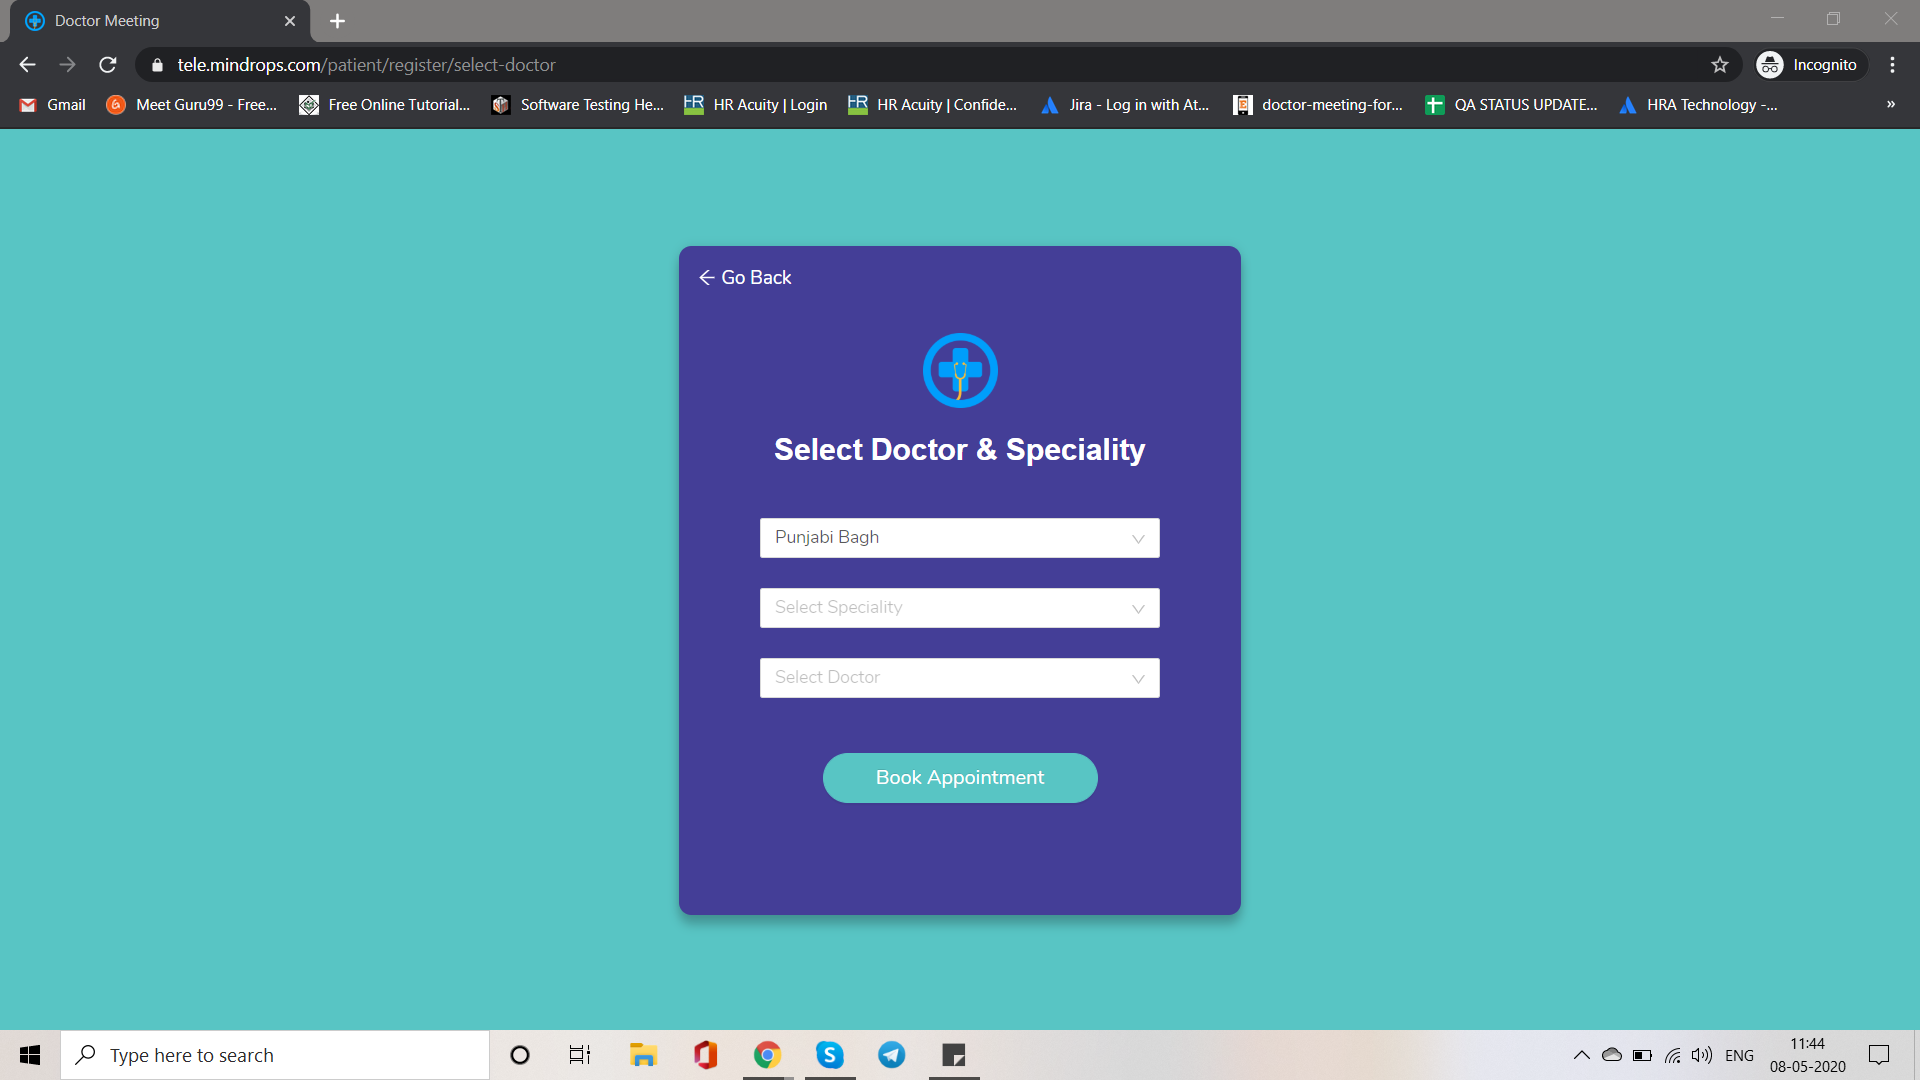 Doctor Meeting
tele.mindrops.com/patient/register/select-doctor
Incognito
Gmail
Meet Guru99 - Free...
Free Online Tutorial...
Software Testing He...
HR Acuity | Login
HR Acuity | Confide...
Jira - Log in with At...
doctor-meeting-for...
QA STATUS UPDATE...
HRA Technology -...
»
Go Back
Select Doctor & Speciality
Punjabi Bagh
Select Speciality
Select Doctor
Book Appointment
Type here to search
ENG
11:44
08-05-2020